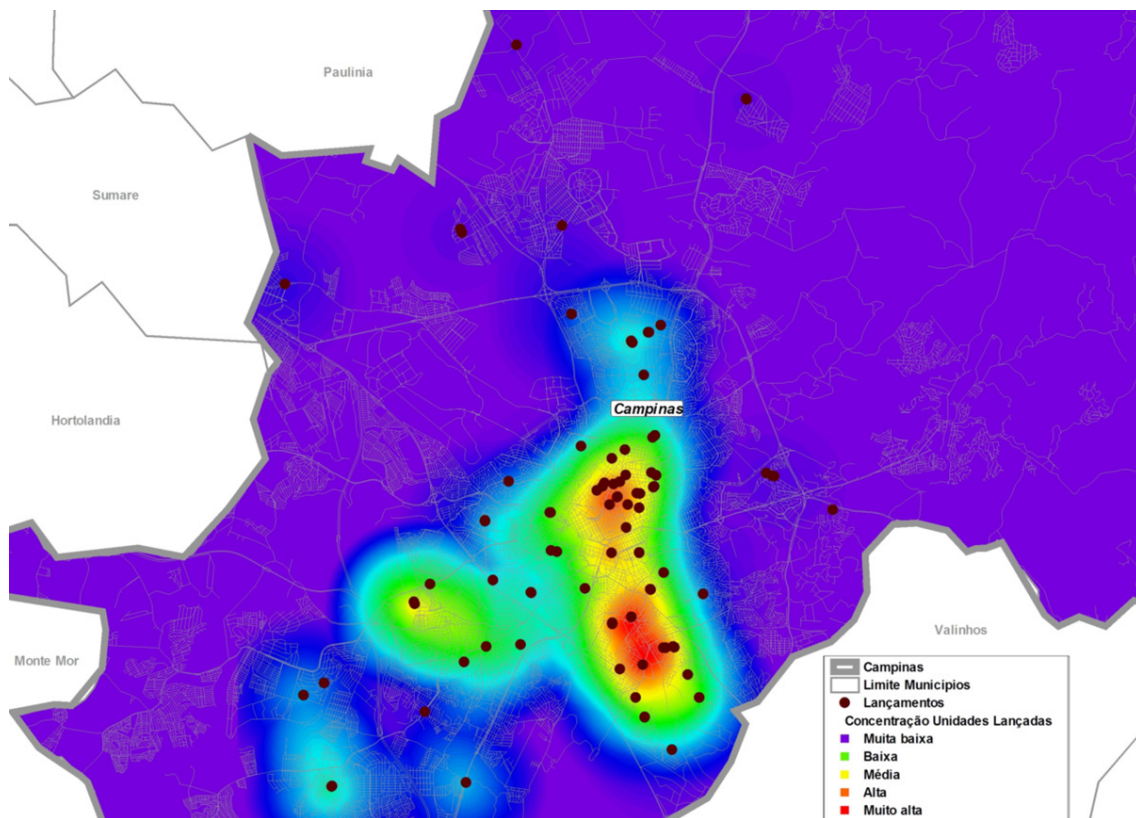 Paulinia
Sumare
Campinas
Hortolandia
Valinhos
Monte Mor
Campinas
Limite Municipios
Lançamentos
Concentração Unidades Lançadas
Muita baixa
Baixa
Média
Alta
Muito alta